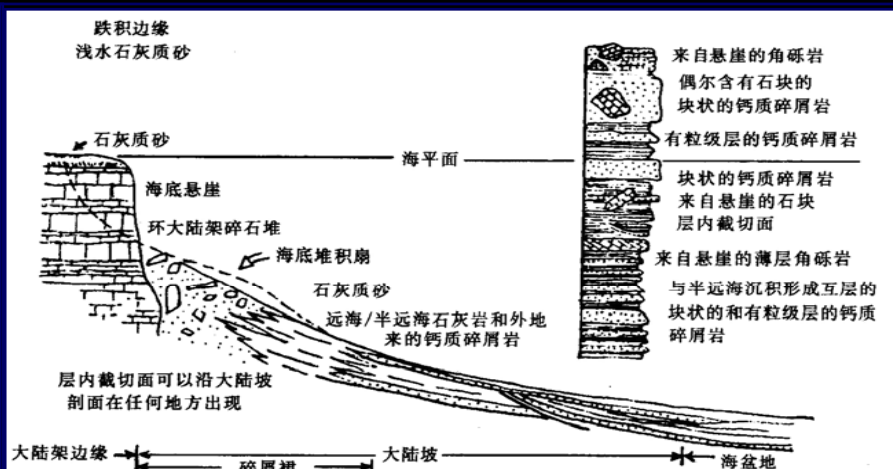 跌积边缘
浅水石灰质砂
石灰质砂
海平面
海底悬崖
环大陆架碎石堆
海底堆积扇
石灰质砂
远海/半远海石灰岩和外地
来的钙质碎屑岩
层内截切面可以沿大陆坡
剖面在任何地方出现
来自悬崖的角砾岩
偶尔含有石块的
块状的钙质碎屑岩
有粒级层的钙质碎屑岩
块状的钙质碎屑岩
来自悬崖的石块
层内截切面
来自悬崖的薄层角砾岩
与半远海沉积形成互层的
块状的和有粒级层的钙质
碎屑岩
大陆架边缘
碎屑裙
大陆坡
海盆地